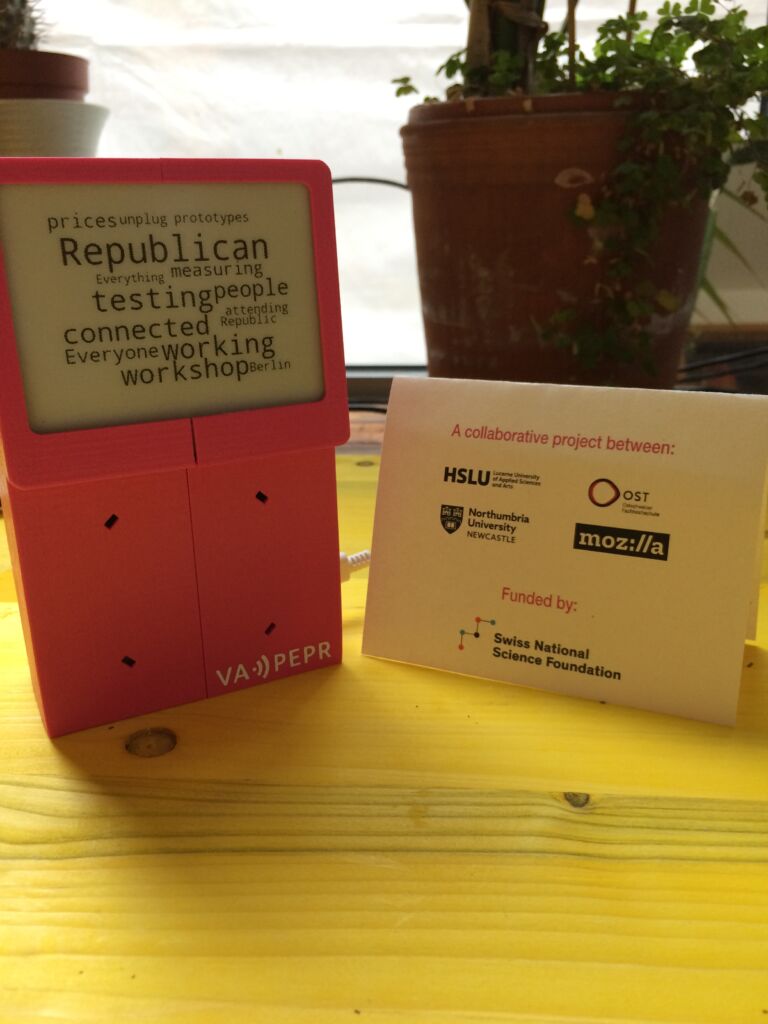 prices unplug prototypes
Republican
Everything measuring
testing people
attending
connected Republic
Everyone working
workshop Berlin
VA PEPR
A collaborative project between:
HSLU Lucerne University
of Applied Sciences
and Arts
OST
Ostschweizer
Fachhochschule
Northumbria
University
NEWCASTLE
moz://a
Funded by:
Swiss National
Science Foundation